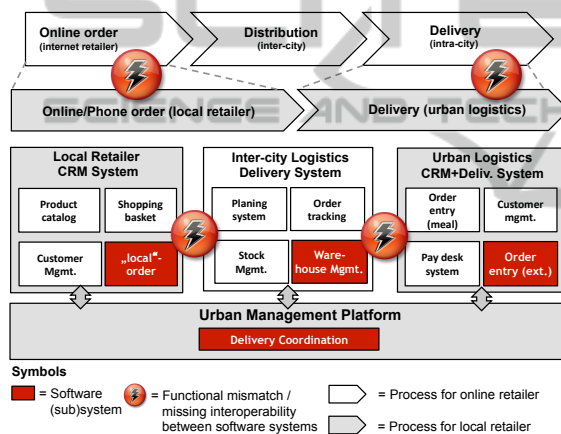 Online order
(internet retailer)
Distribution
(inter-city)
Delivery
(intra-city)
Online/Phone order (local retailer)
Delivery (urban logistics)
SCIENCE AND TECH
Local Retailer
CRM System
Product
catalog
Shopping
basket
Customer
Mgmt.
„local“-
order
Inter-city Logistics
Delivery System
Planing
system
Order
tracking
Stock
Mgmt.
Ware-
house Mgmt.
Urban Logistics
CRM+Deliv. System
Order
entry
(meal)
Customer
mgmt.
Pay desk
system
Order
entry (ext.)
Urban Management Platform
Delivery Coordination
Symbols
= Software
(sub)system
= Functional mismatch /
missing interoperability
between software systems
= Process for online retailer
= Process for local retailer